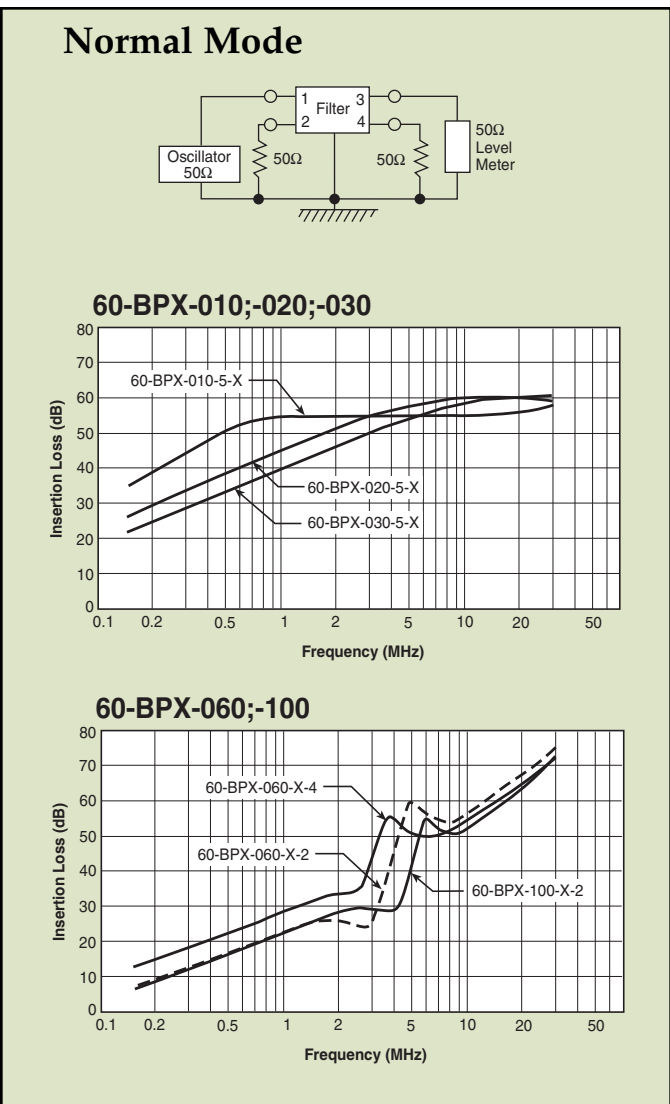 Normal Mode
1 Filter 3
2 4
Oscillator
50Ω
50Ω
50Ω
50Ω
Level
Meter
60-BPX-010;-020;-030
Insertion Loss (dB)
80
70
60
50
40
30
20
10
0
60-BPX-010-5-X
60-BPX-020-5-X
60-BPX-030-5-X
0.1 0.2 0.5 1 2 5 10 20 50
Frequency (MHz)
60-BPX-060;-100
Insertion Loss (dB)
80
70
60
50
40
30
20
10
0
60-BPX-060-X-4
60-BPX-060-X-2
60-BPX-100-X-2
0.1 0.2 0.5 1 2 5 10 20 50
Frequency (MHz)